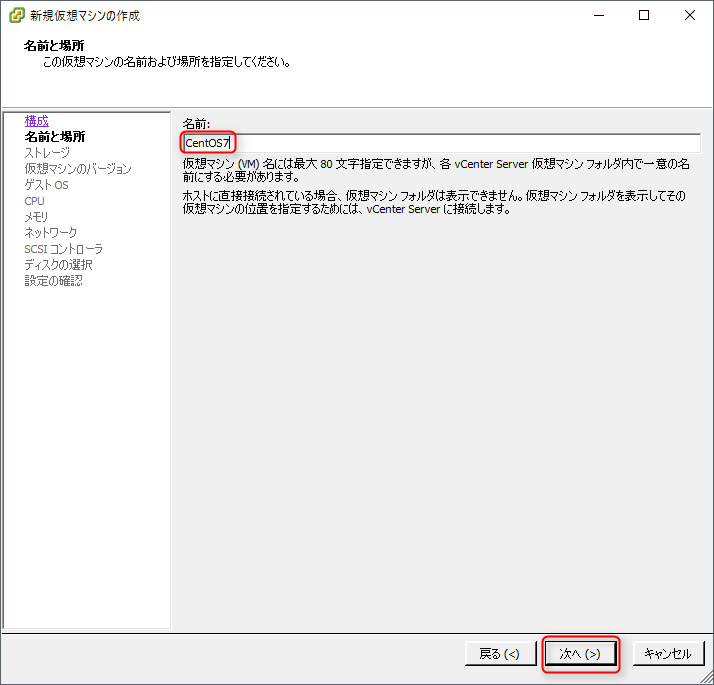 新規仮想マシンの作成
名前と場所
この仮想マシンの名前および場所を指定してください。
構成
名前と場所
ストレージ
仮想マシンのバージョン
ゲスト OS
CPU
メモリ
ネットワーク
SCSI コントローラ
ディスクの選択
設定の確認
名前:
CentOS7
仮想マシン (VM) 名には最大 80 文字指定できますが、各 vCenter Server 仮想マシン フォルダ内で一意の名
前にする必要があります。
ホストに直接接続されている場合、仮想マシン フォルダは表示できません。仮想マシン フォルダを表示してその
仮想マシンの位置を指定するためには、vCenter Server に接続します。
戻る (<)
次へ (>)
キャンセル